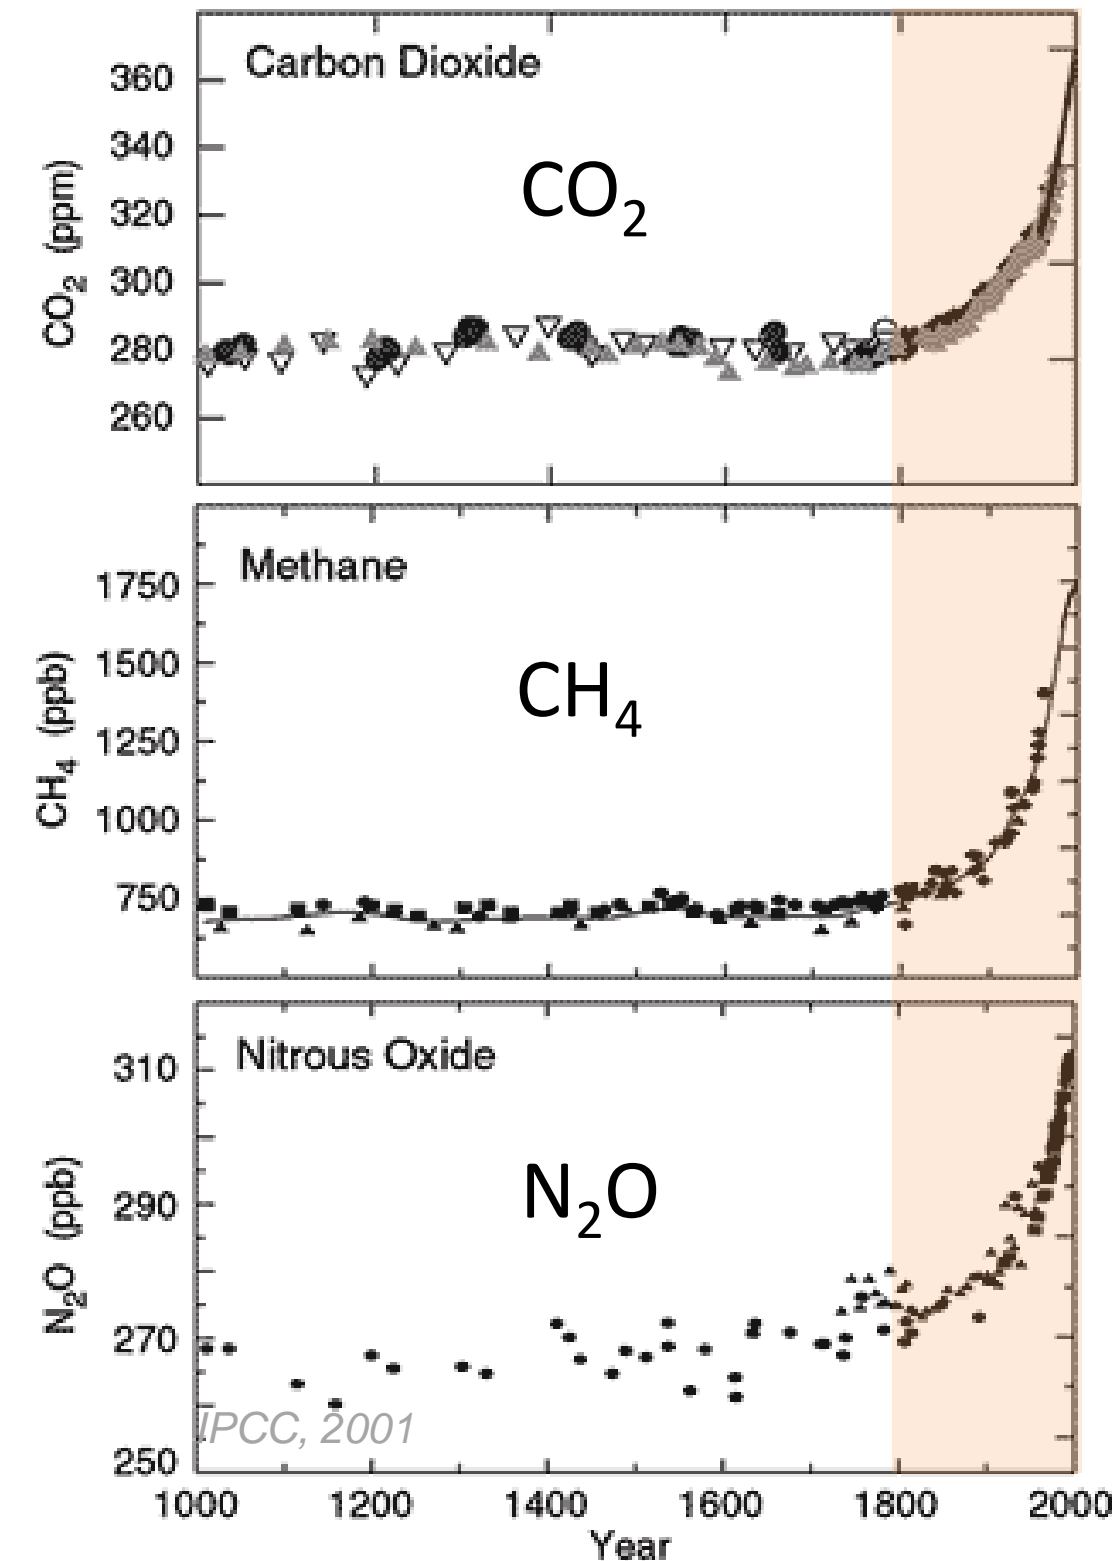 Carbon Dioxide
CO₂
CO₂ (ppm)
360
340
320
300
280
260
Methane
CH₄
CH₄ (ppb)
1750
1500
1250
1000
750
Nitrous Oxide
N₂O
N₂O (ppb)
310
290
270
250
IPCC, 2001
1000 1200 1400 1600 1800 2000
Year